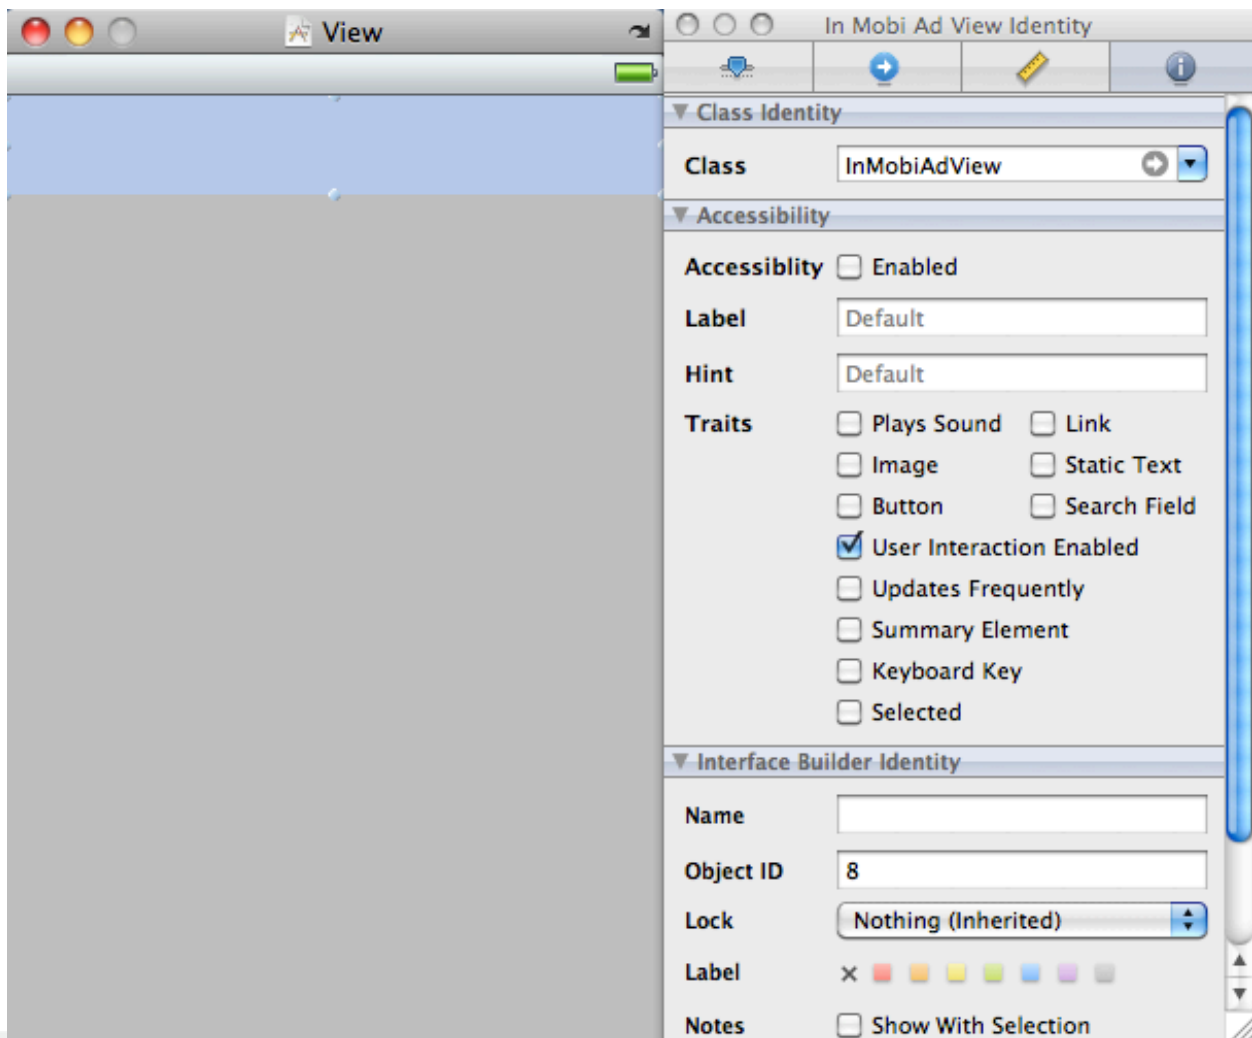 View
In Mobi Ad View Identity
Class Identity
Class InMobiAdView
Accessibility
Accessiblity Enabled
Label Default
Hint Default
Traits Plays Sound Link
Image Static Text
Button Search Field
User Interaction Enabled
Updates Frequently
Summary Element
Keyboard Key
Selected
Interface Builder Identity
Name
Object ID 8
Lock Nothing (Inherited)
Label
Notes Show With Selection